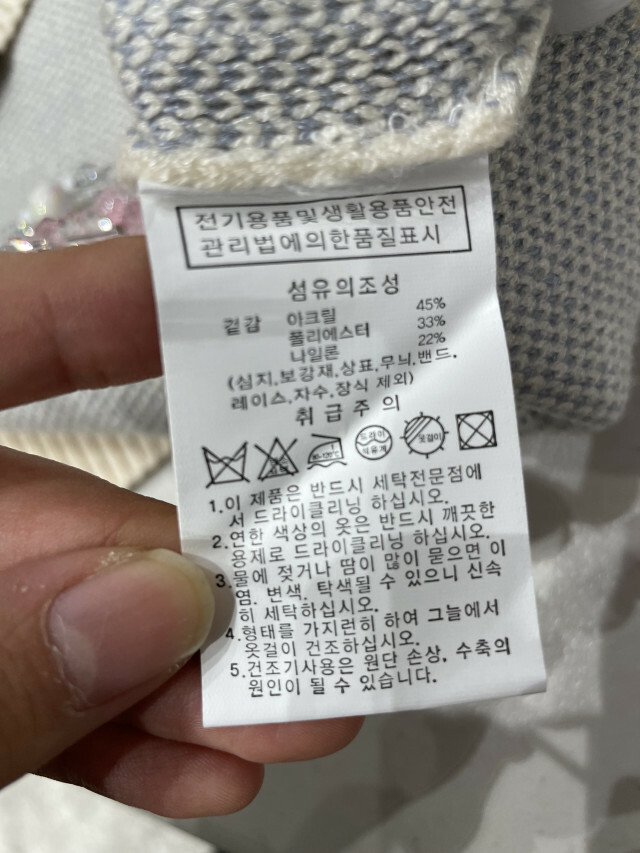 전기용품및생활용품안전
관리법에의한품질표시
섬유의조성
겉감 아크릴 45%
폴리에스터 33%
나일론 22%
(심지,보강재,상표,무늬,밴드,
레이스,자수,장식 제외)
취급주의
드라이
석유계
옷걸이
1.이 제품은 반드시 세탁전문점에
서 드라이클리닝 하십시오.
2.연한 색상의 옷은 반드시 깨끗한
용제로 드라이클리닝 하십시오.
3.물에 젖거나 땀이 많이 묻으면 이
염. 변색. 탁색될 수 있으니 신속
히 세탁하십시오.
4.형태를 가지런히 하여 그늘에서
옷걸이 건조하십시오.
5.건조기사용은 원단 손상, 수축의
원인이 될 수 있습니다.